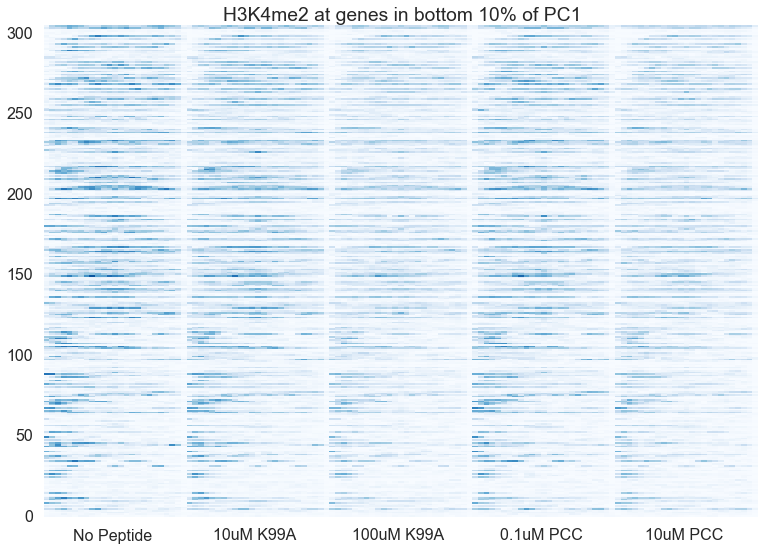 H3K4me2 at genes in bottom 10% of PC1
300
250
200
150
100
50
0
No Peptide
10uM K99A
100uM K99A
0.1uM PCC
10uM PCC